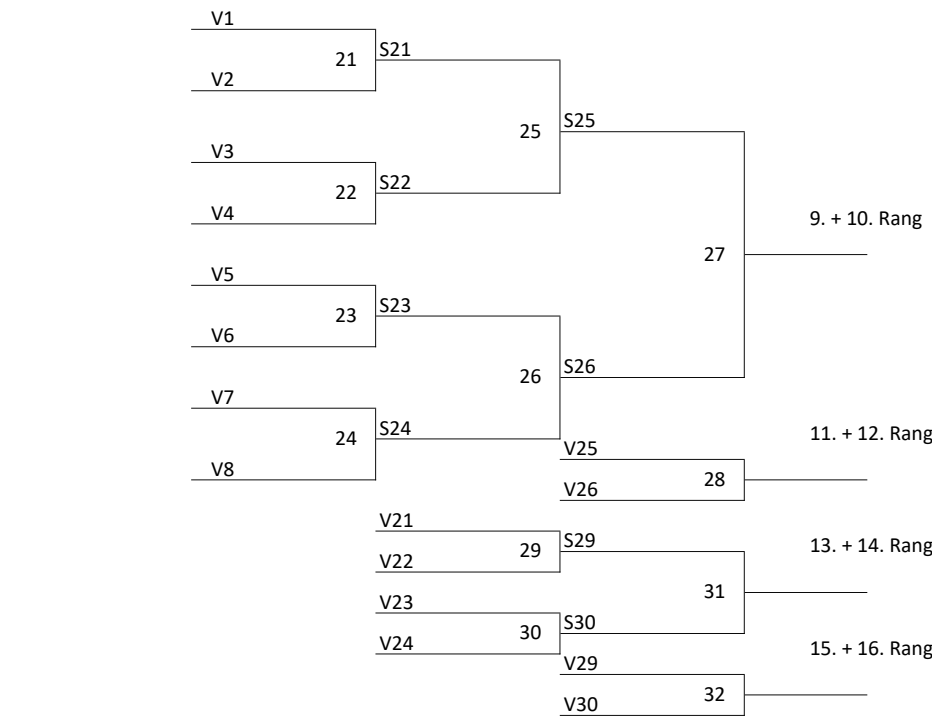 V1
21
S21
V2
25
S25
V3
22
S22
V4
9. + 10. Rang
27
V5
23
S23
V6
26
S26
V7
24
S24
11. + 12. Rang
V25
V8
28
V26
V21
29
S29
13. + 14. Rang
V22
31
V23
30
S30
V24
15. + 16. Rang
V29
32
V30